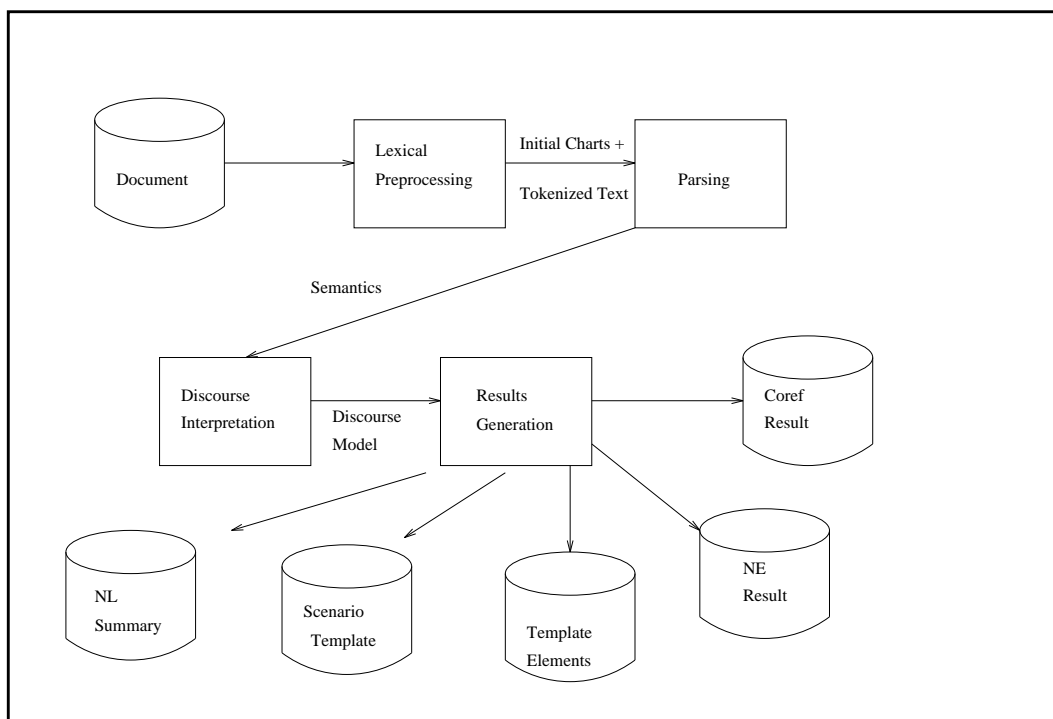 Document
Lexical
Preprocessing
Initial Charts +
Tokenized Text
Parsing
Semantics
Discourse
Interpretation
Discourse
Model
Results
Generation
Coref
Result
NL
Summary
Scenario
Template
Template
Elements
NE
Result